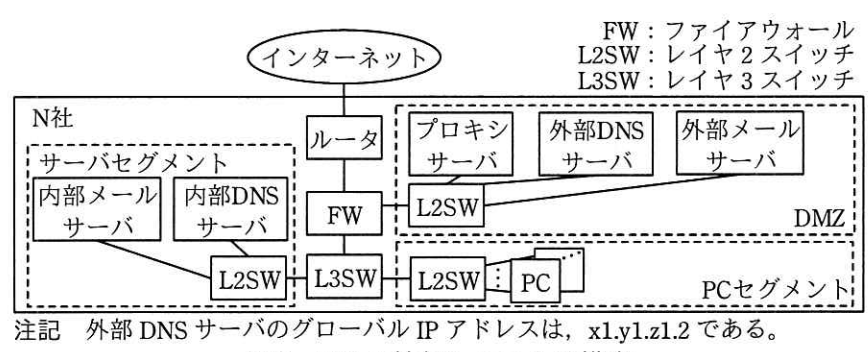 FW：ファイアウォール
L2SW：レイヤ2スイッチ
L3SW：レイヤ3スイッチ
インターネット
N社
ルータ
プロキシ
サーバ
外部DNS
サーバ
外部メール
サーバ
サーバセグメント
内部メール
サーバ
内部DNS
サーバ
FW
L2SW
DMZ
L2SW
L3SW
L2SW
PC
PCセグメント
注記 外部 DNS サーバのグローバル IP アドレスは，x1.y1.z1.2 である。